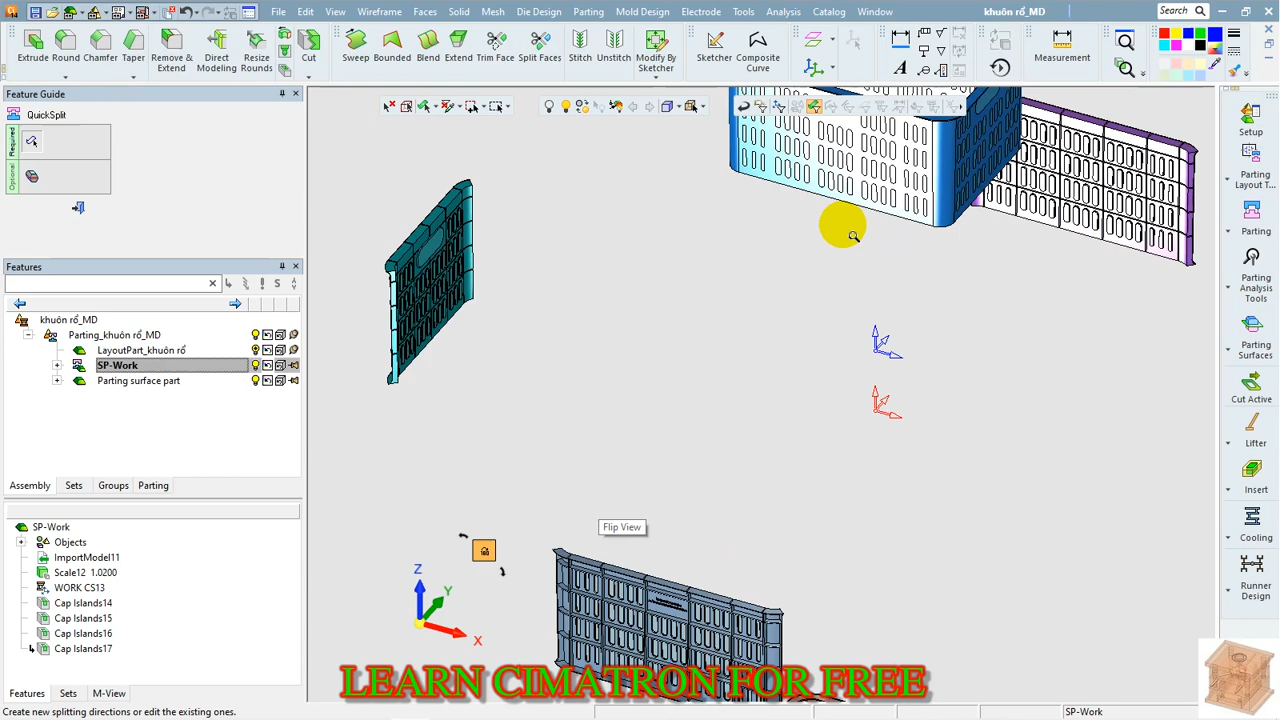 File Edit View Wireframe Faces Solid Mesh Die Design Parting Mold Design Electrode Tools Analysis Catalog Window khuôn rổ_MD Search
Extrude Round Chamfer Taper Remove & Extend Direct Modeling Resize Rounds Cut Sweep Bounded Blend Extend Trim Face Split Faces Stitch Unstitch Modify By Sketcher Sketcher Composite Curve Measurement
Feature Guide
QuickSplit
Required
Optional
Setup
Parting Layout T...
Parting
Parting Analysis Tools
Parting Surfaces
Cut Active
Lifter
Insert
Cooling
Runner Design
Features
khuôn rổ_MD
Parting_khuôn rổ_MD
LayoutPart_khuôn rổ
SP-Work
Parting surface part
Assembly Sets Groups Parting
SP-Work
Objects
ImportModel11
Scale12 1.0200
WORK CS13
Cap Islands14
Cap Islands15
Cap Islands16
Cap Islands17
Features Sets M-View
Flip View
Z
Y
X
LEARN CIMATRON FOR FREE
Create new splitting directions or edit the existing ones. SP-Work